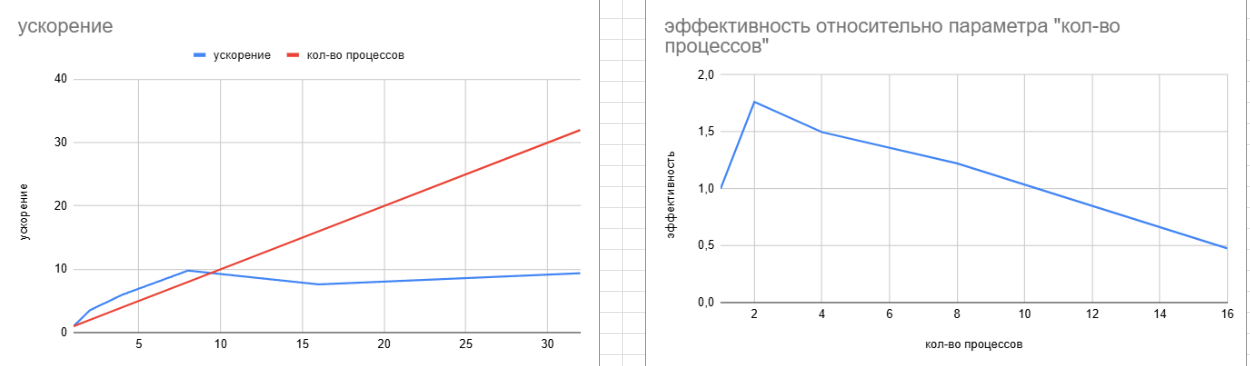 ускорение
ускорение кол-во процессов
40
30
20
10
0
ускорение
5 10 15 20 25 30
эффективность относительно параметра "кол-во
процессов"
2,0
1,5
1,0
0,5
0,0
эффективность
2 4 6 8 10 12 14 16
кол-во процессов